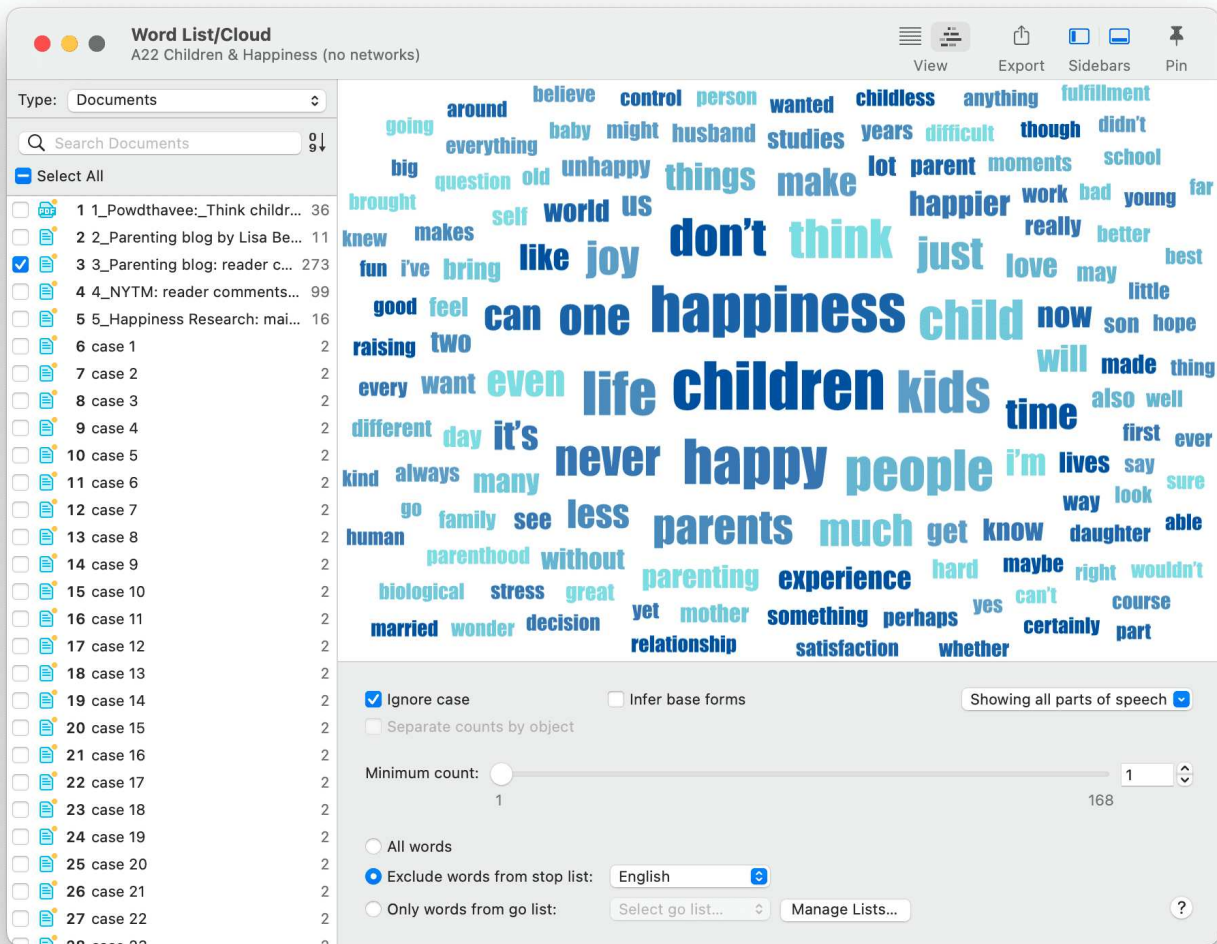 Word List/Cloud
A22 Children & Happiness (no networks)
View Export Sidebars Pin
Type: Documents
Search Documents
Select All
1 1_Powdthavee:_Think childr... 36
2 2_Parenting blog by Lisa Be... 11
3 3_Parenting blog: reader c... 273
4 4_NYTM: reader comments... 99
5 5_Happiness Research: mai... 16
6 case 1 2
7 case 2 2
8 case 3 2
9 case 4 2
10 case 5 2
11 case 6 2
12 case 7 2
13 case 8 2
14 case 9 2
15 case 10 2
16 case 11 2
17 case 12 2
18 case 13 2
19 case 14 2
20 case 15 2
21 case 16 2
22 case 17 2
23 case 18 2
24 case 19 2
25 case 20 2
26 case 21 2
27 case 22 2
around believe control person wanted childless anything fulfillment
going everything baby might husband studies years difficult though didn't
big question old unhappy things make lot parent moments school
brought self world us happier work bad young far
knew makes don't think just really better
fun i've bring like joy love may best
good feel can one happiness child now son hope little
raising two will made thing
every want even life children kids time also well
different day it's first ever
kind always many never happy people i'm lives say sure
go family see less way look
human parents much get know daughter able
parenthood without parenting experience hard maybe right wouldn't
biological stress great yet mother something perhaps yes can't course
married wonder decision certainly part
relationship satisfaction whether
Ignore case Infer base forms Showing all parts of speech
Separate counts by object
Minimum count: 1
1 168
All words
Exclude words from stop list: English
Only words from go list: Select go list... Manage Lists... ?